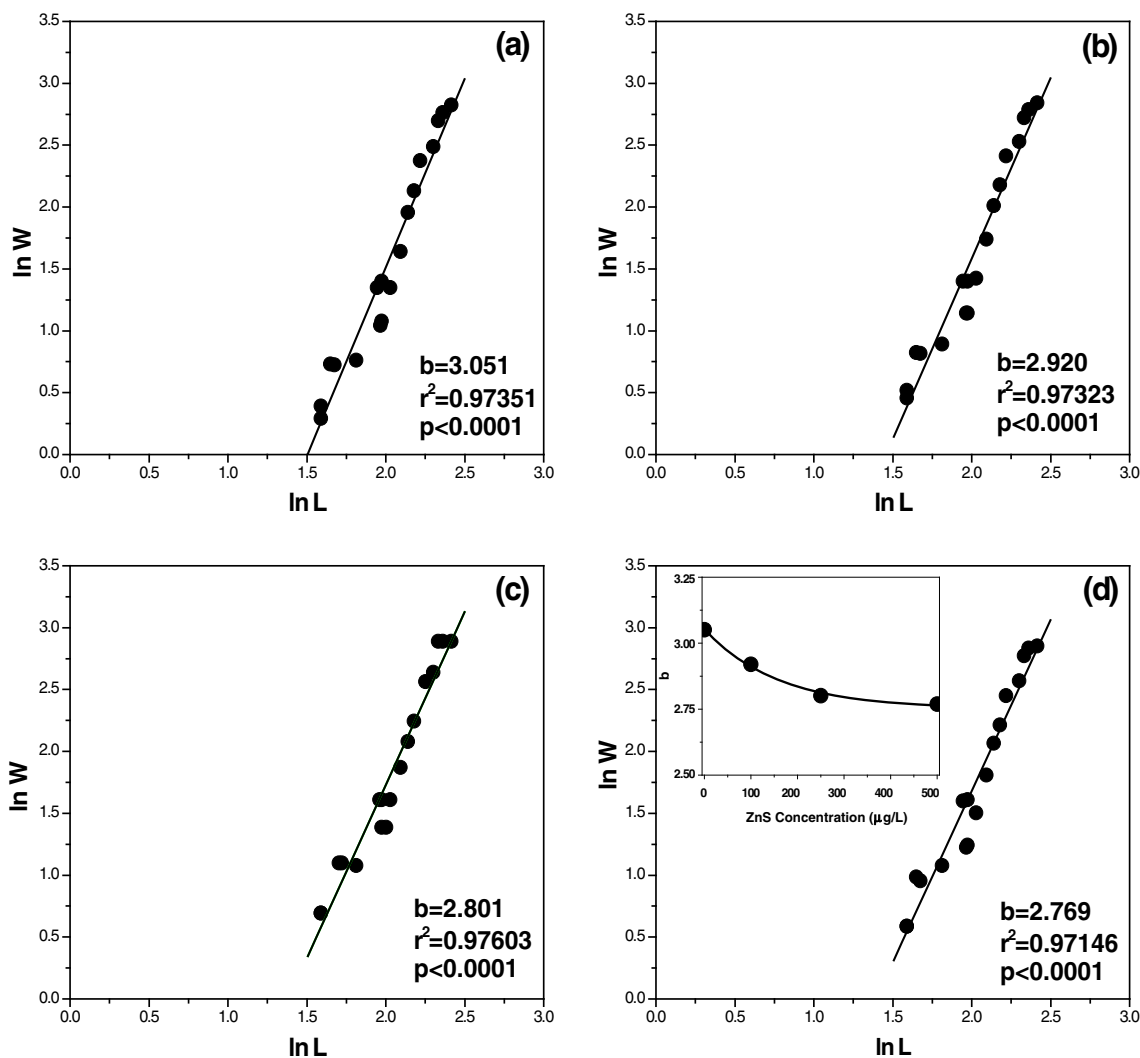 (a)
3.5
3.0
2.5
2.0
1.5
1.0
0.5
0.0
ln W
b=3.051
r²=0.97351
p<0.0001
0.0 0.5 1.0 1.5 2.0 2.5 3.0
ln L
(b)
3.5
3.0
2.5
2.0
1.5
1.0
0.5
0.0
ln W
b=2.920
r²=0.97323
p<0.0001
0.0 0.5 1.0 1.5 2.0 2.5 3.0
ln L
(c)
3.5
3.0
2.5
2.0
1.5
1.0
0.5
0.0
ln W
b=2.801
r²=0.97603
p<0.0001
0.0 0.5 1.0 1.5 2.0 2.5 3.0
ln L
(d)
3.5
3.0
2.5
2.0
1.5
1.0
0.5
0.0
ln W
3.25
3.00
2.75
2.50
b
0 100 200 300 400 500
ZnS Concentration (μg/L)
b=2.769
r²=0.97146
p<0.0001
0.0 0.5 1.0 1.5 2.0 2.5 3.0
ln L